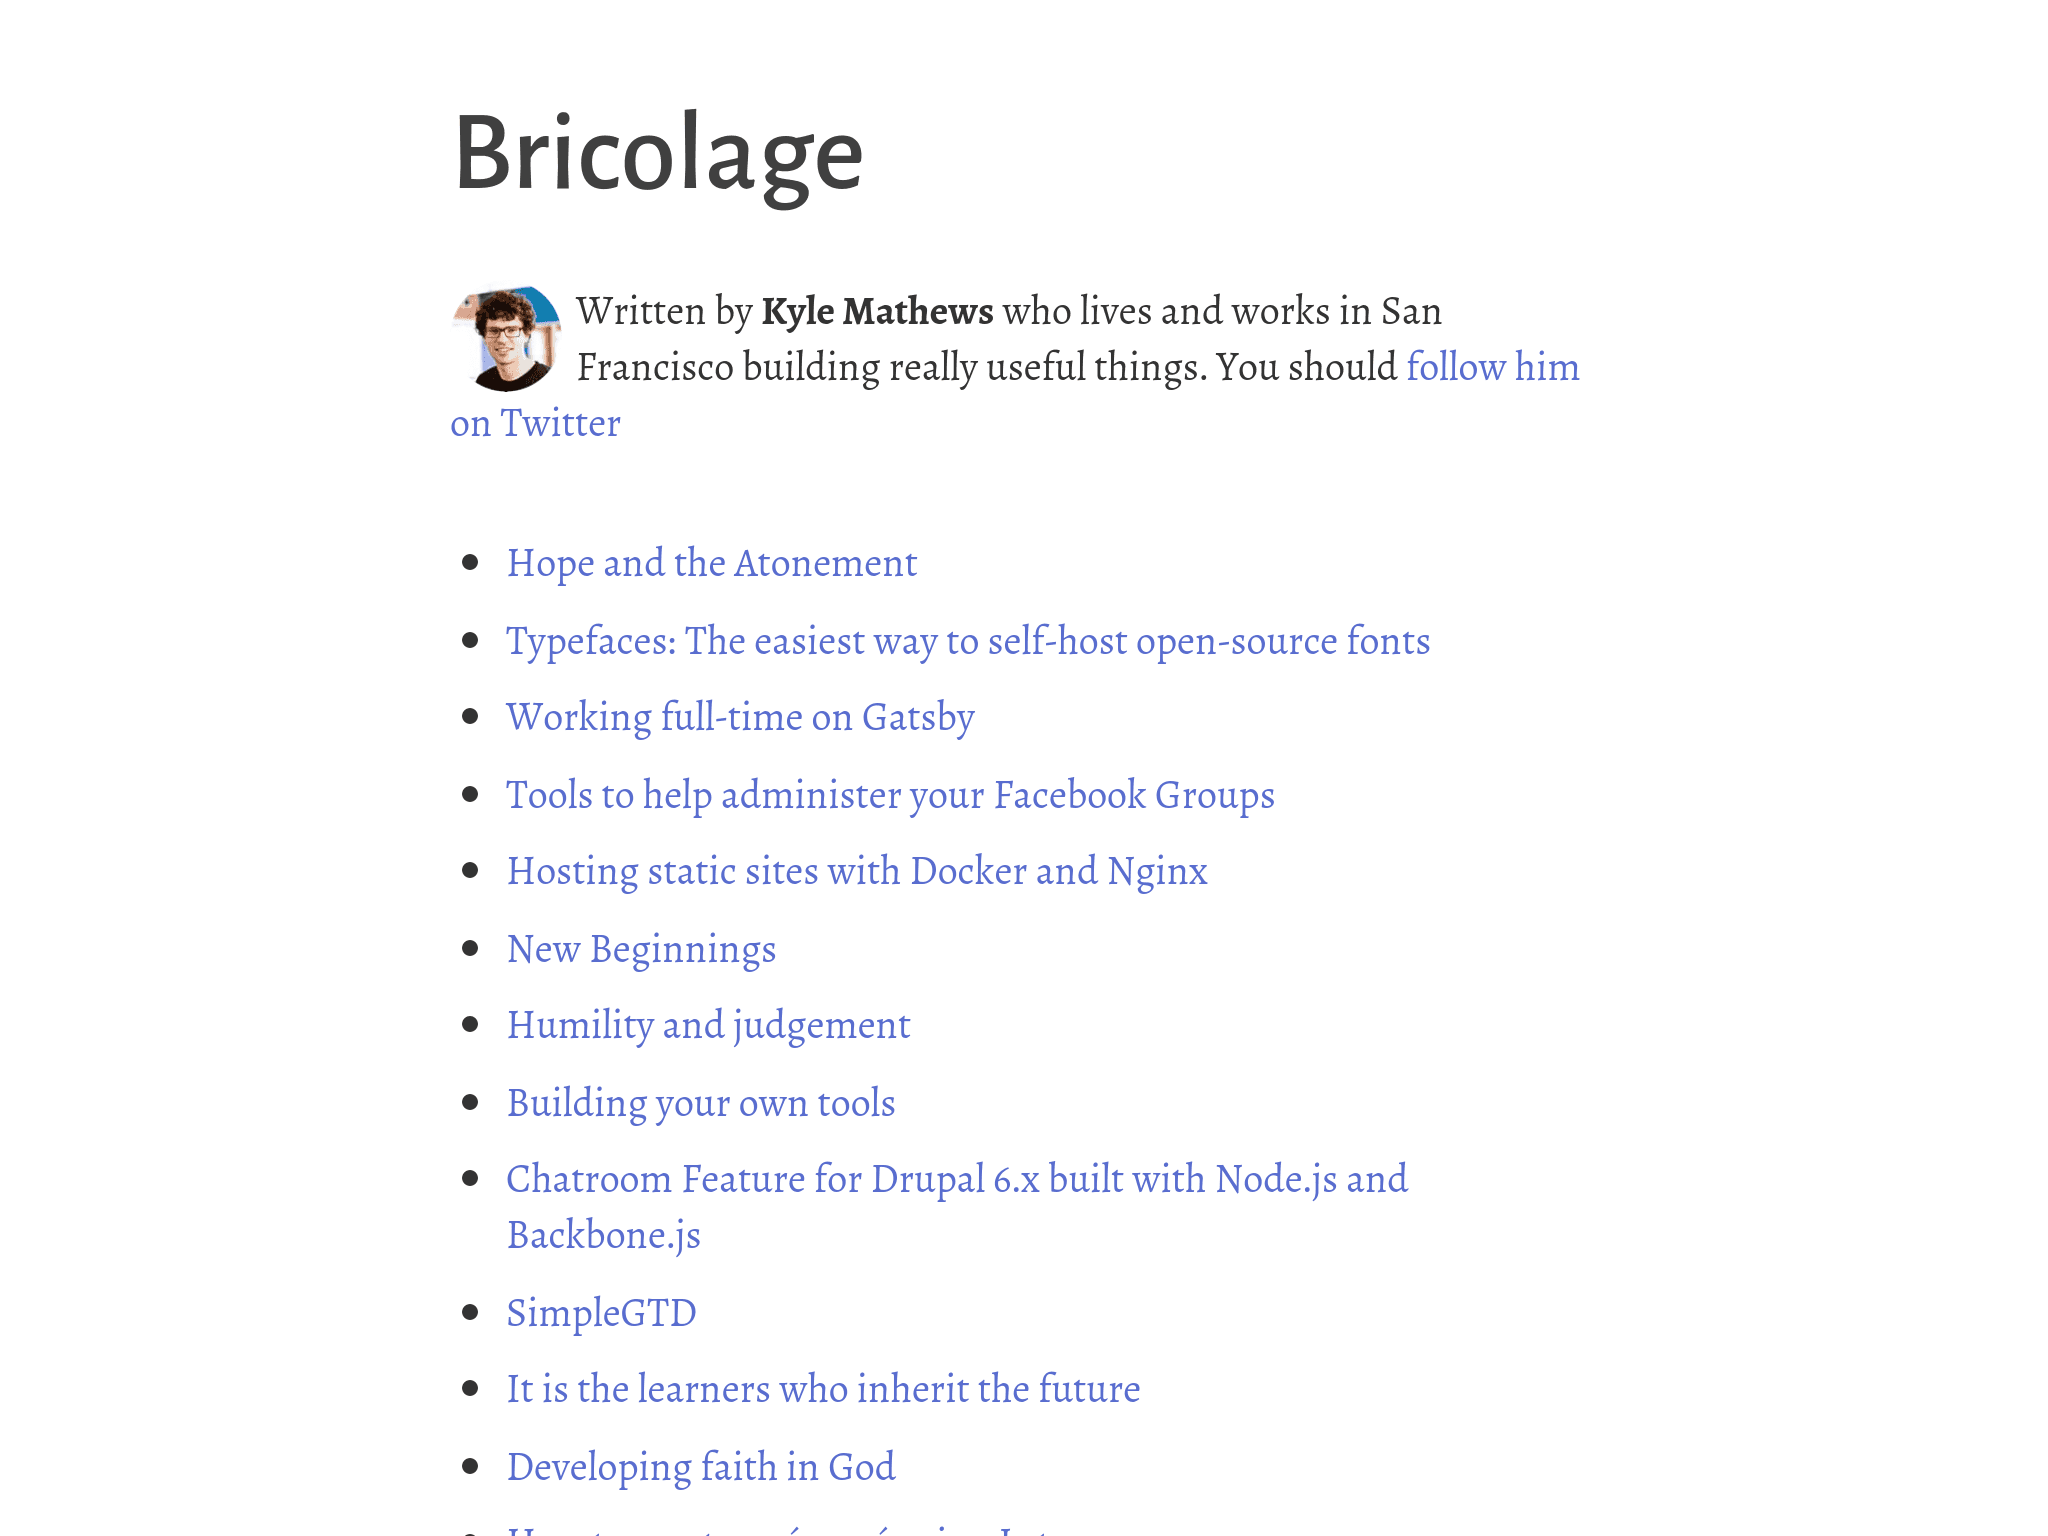 Bricolage
Written by Kyle Mathews who lives and works in San
Francisco building really useful things. You should follow him
on Twitter
Hope and the Atonement
Typefaces: The easiest way to self-host open-source fonts
Working full-time on Gatsby
Tools to help administer your Facebook Groups
Hosting static sites with Docker and Nginx
New Beginnings
Humility and judgement
Building your own tools
Chatroom Feature for Drupal 6.x built with Node.js and
Backbone.js
SimpleGTD
It is the learners who inherit the future
Developing faith in God